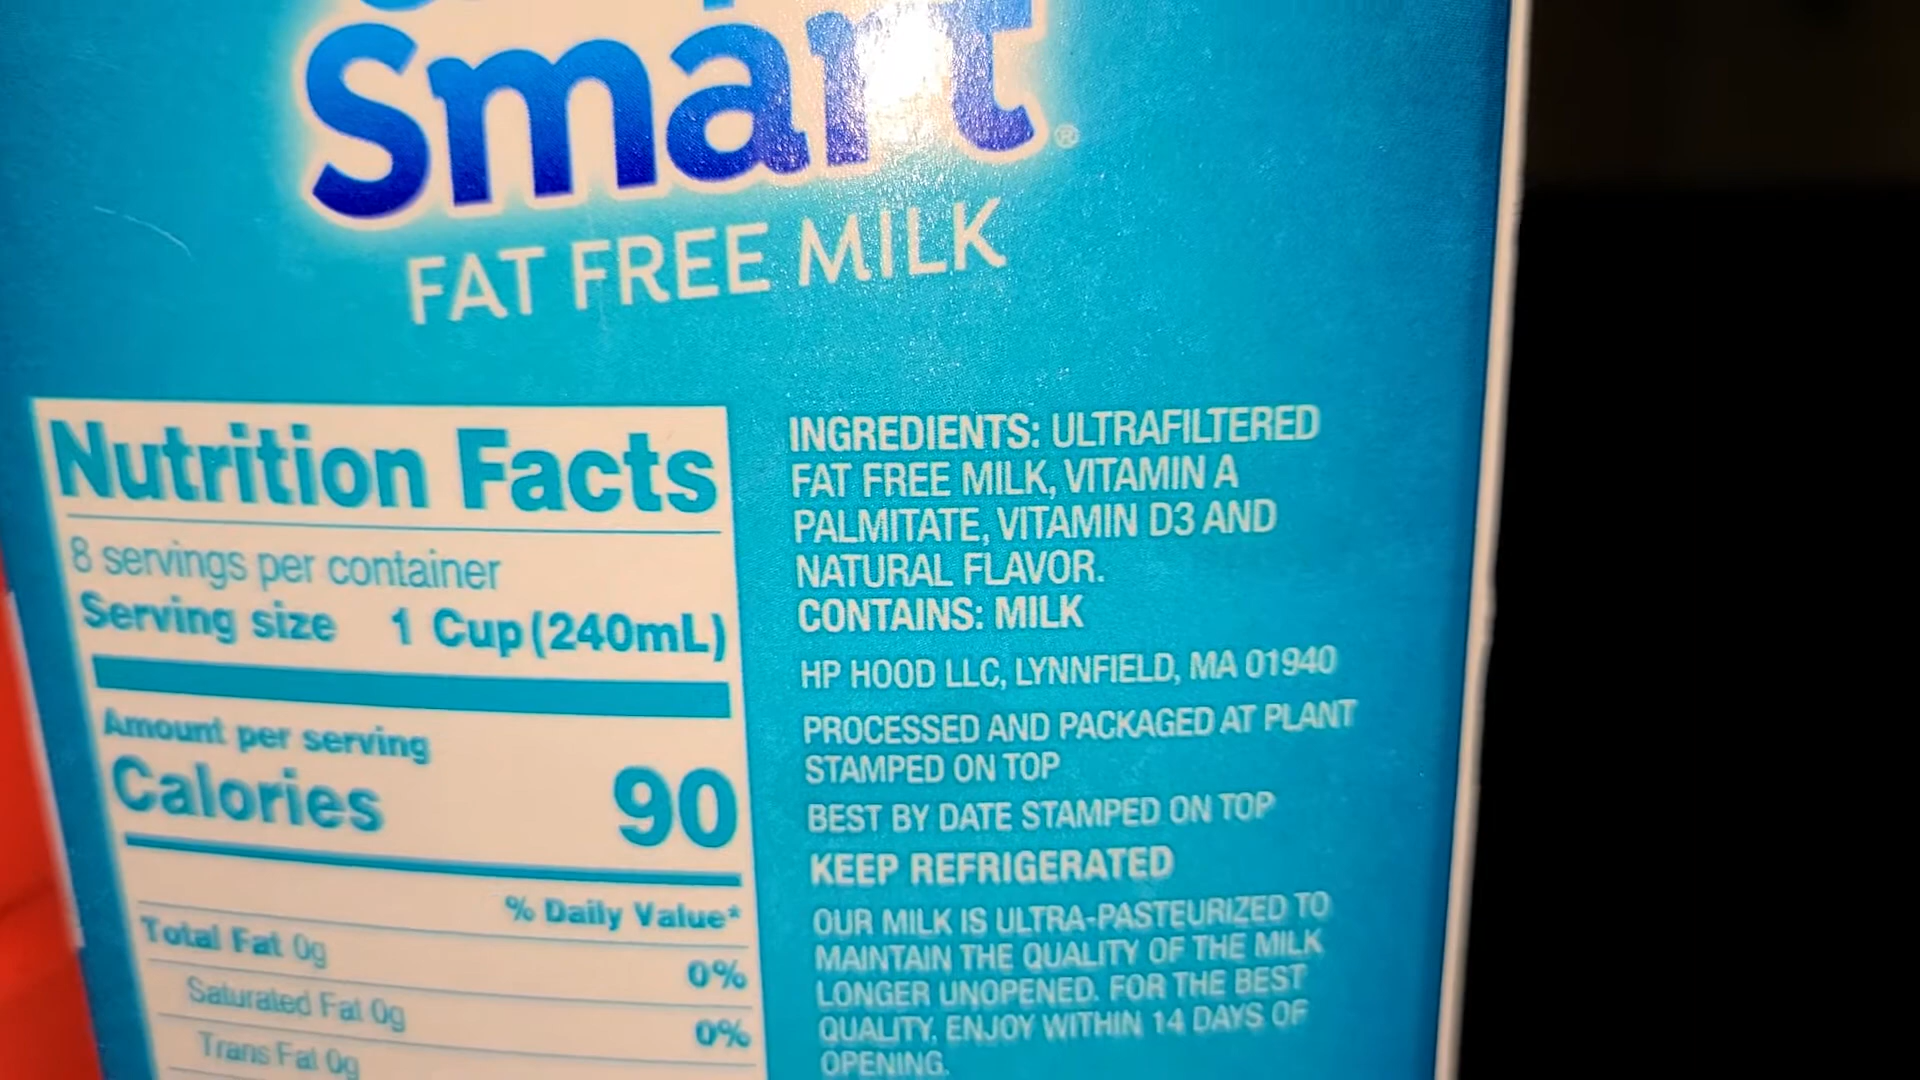 Smart®
FAT FREE MILK
Nutrition Facts
8 servings per container
Serving size 1 Cup (240mL)
Amount per serving
Calories 90
% Daily Value*
Total Fat 0g 0%
Saturated Fat 0g 0%
Trans Fat 0g
INGREDIENTS: ULTRAFILTERED
FAT FREE MILK, VITAMIN A
PALMITATE, VITAMIN D3 AND
NATURAL FLAVOR.
CONTAINS: MILK
HP HOOD LLC, LYNNFIELD, MA 01940
PROCESSED AND PACKAGED AT PLANT
STAMPED ON TOP
BEST BY DATE STAMPED ON TOP
KEEP REFRIGERATED
OUR MILK IS ULTRA-PASTEURIZED TO
MAINTAIN THE QUALITY OF THE MILK
LONGER UNOPENED. FOR THE BEST
QUALITY, ENJOY WITHIN 14 DAYS OF
OPENING.